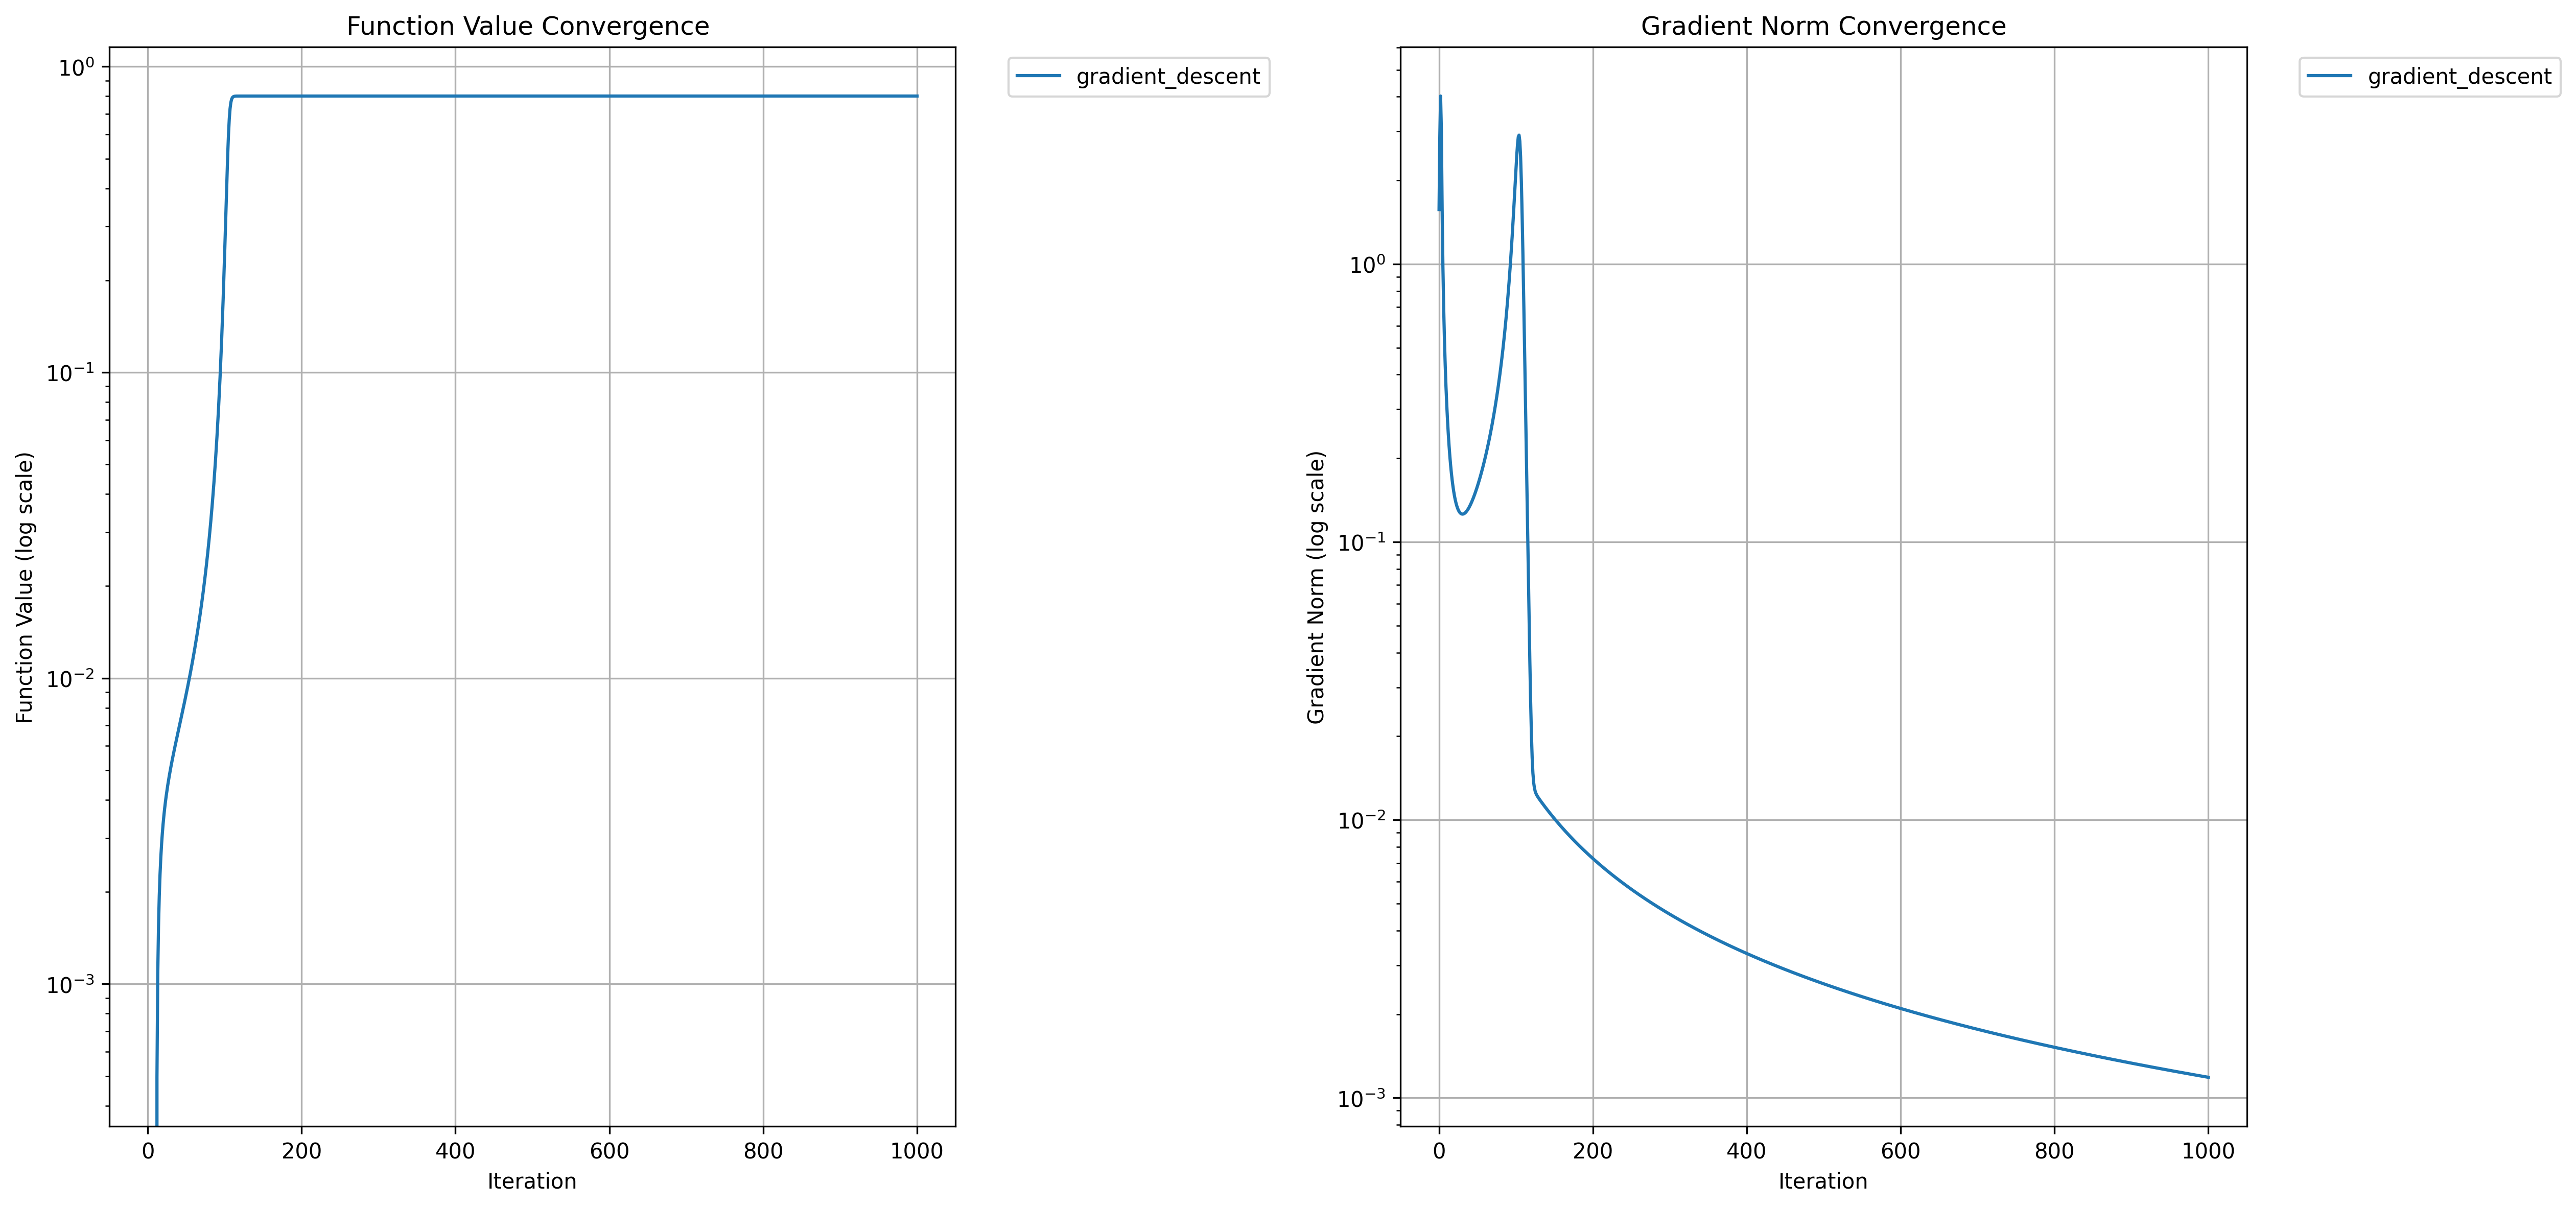 Function Value Convergence
10⁰
10⁻¹
10⁻²
10⁻³
Function Value (log scale)
0 200 400 600 800 1000
Iteration
gradient_descent
Gradient Norm Convergence
10⁰
10⁻¹
10⁻²
10⁻³
Gradient Norm (log scale)
0 200 400 600 800 1000
Iteration
gradient_descent